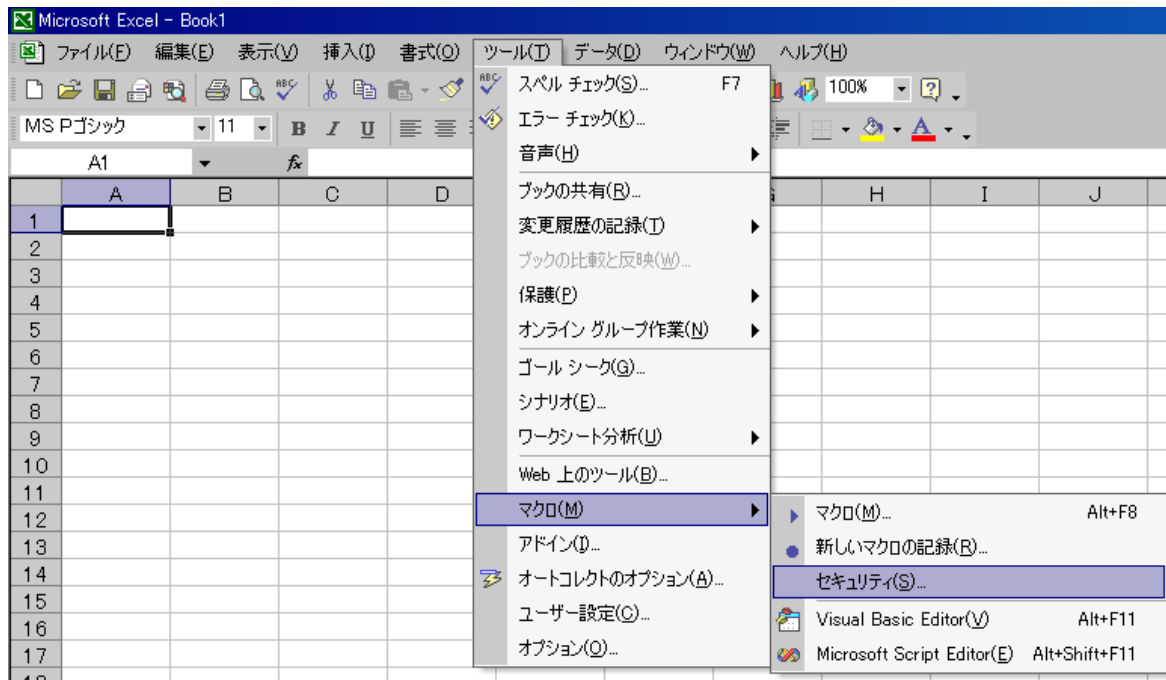 Microsoft Excel - Book1
ファイル(F) 編集(E) 表示(V) 挿入(I) 書式(O) ツール(T) データ(D) ウィンドウ(W) ヘルプ(H)
100%
MS Pゴシック 11 B I U A
A1 fx
A B C D H I J
1
2
3
4
5
6
7
8
9
10
11
12
13
14
15
16
17
スペル チェック(S)... F7
エラー チェック(K)...
音声(H)
ブックの共有(R)...
変更履歴の記録(T)
ブックの比較と反映(W)...
保護(P)
オンライン グループ作業(N)
ゴール シーク(G)...
シナリオ(E)...
ワークシート分析(U)
Web 上のツール(B)...
マクロ(M)
アドイン(I)...
オートコレクトのオプション(A)...
ユーザー設定(C)...
オプション(O)...
マクロ(M)... Alt+F8
新しいマクロの記録(R)...
セキュリティ(S)...
Visual Basic Editor(V) Alt+F11
Microsoft Script Editor(E) Alt+Shift+F11